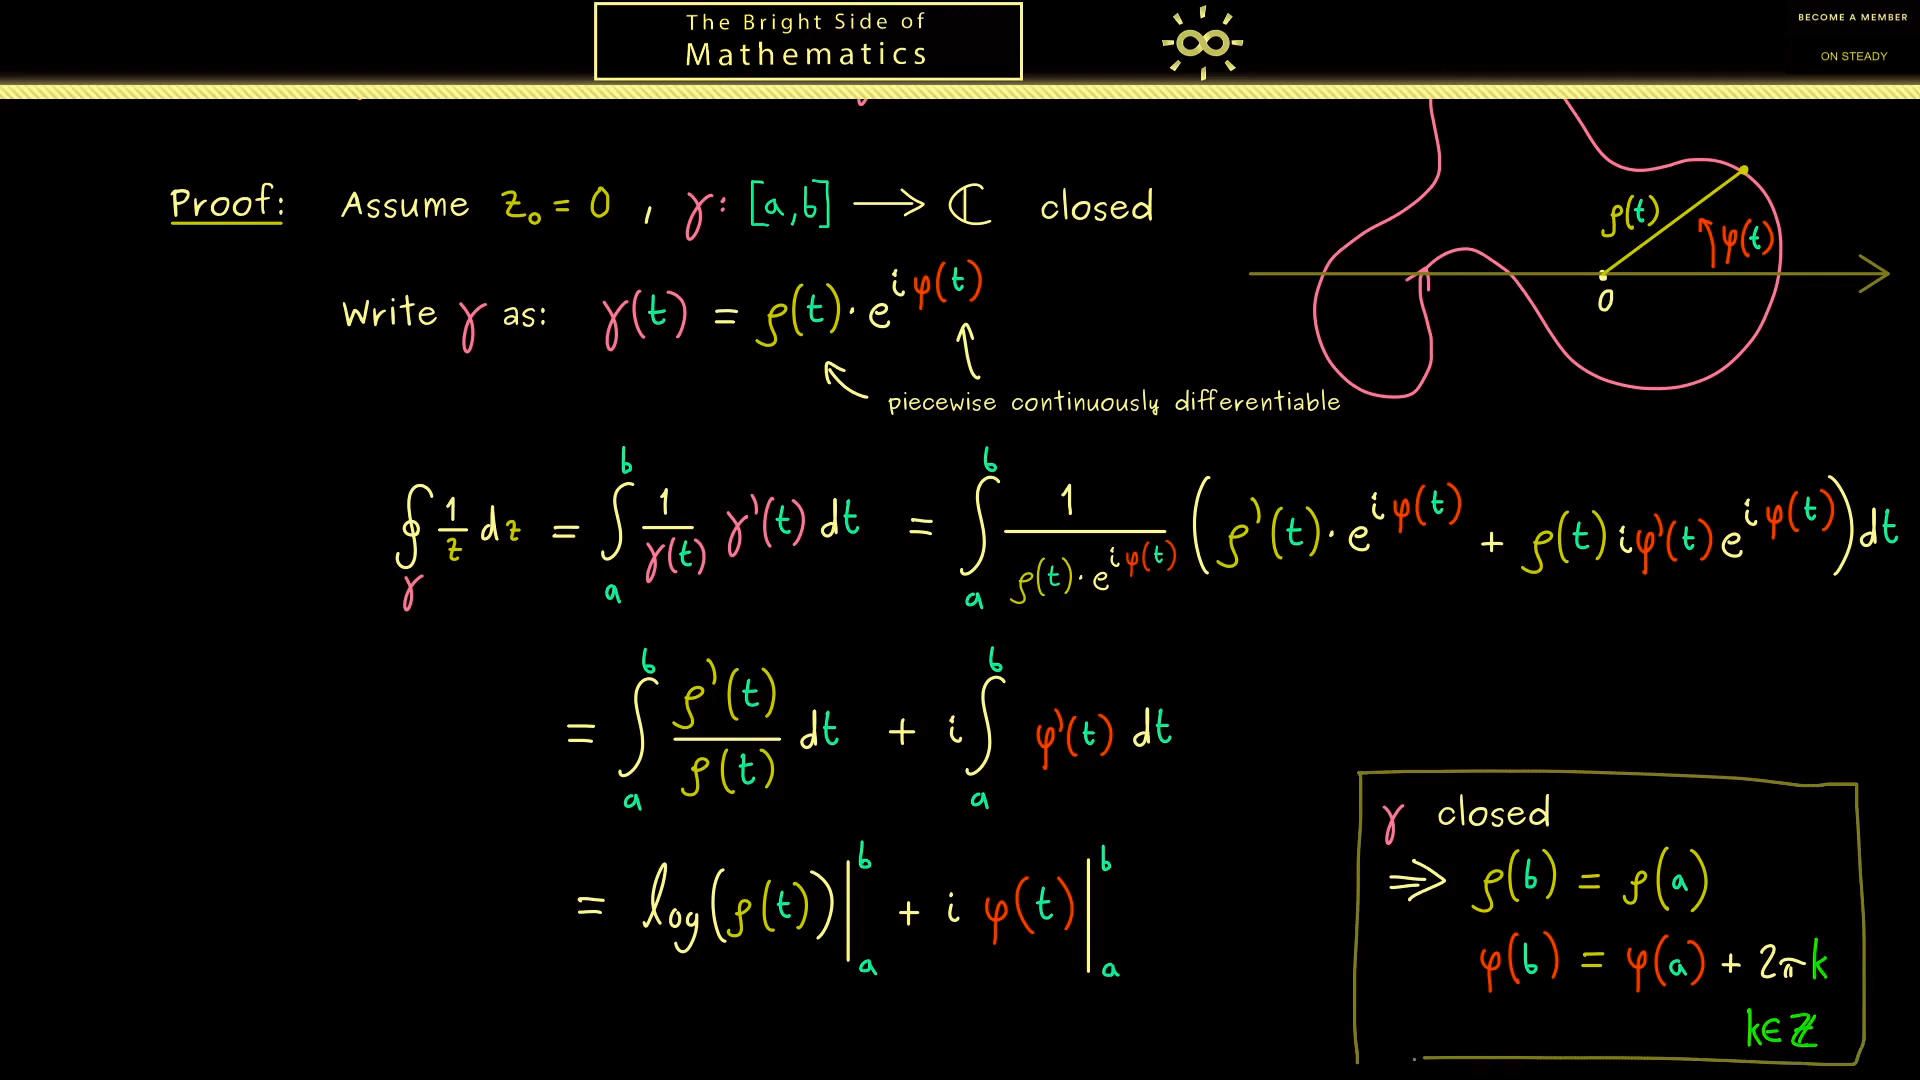 The Bright Side of
Mathematics
BECOME A MEMBER
ON STEADY
Proof: Assume z₀ = 0 , γ: [a,b] ⟶ ℂ closed
ρ(t) φ(t)
0
Write γ as: γ(t) = ρ(t) · e^{iφ(t)}
piecewise continuously differentiable
∮_γ 1/z dz = ∫_a^b 1/γ(t) γ'(t) dt = ∫_a^b 1/(ρ(t) · e^{iφ(t)}) (ρ'(t) · e^{iφ(t)} + ρ(t) iφ'(t) e^{iφ(t)}) dt
= ∫_a^b ρ'(t)/ρ(t) dt + i ∫_a^b φ'(t) dt
= log(ρ(t))|_a^b + i φ(t)|_a^b
γ closed
⇒ ρ(b) = ρ(a)
φ(b) = φ(a) + 2πk
k∈ℤ